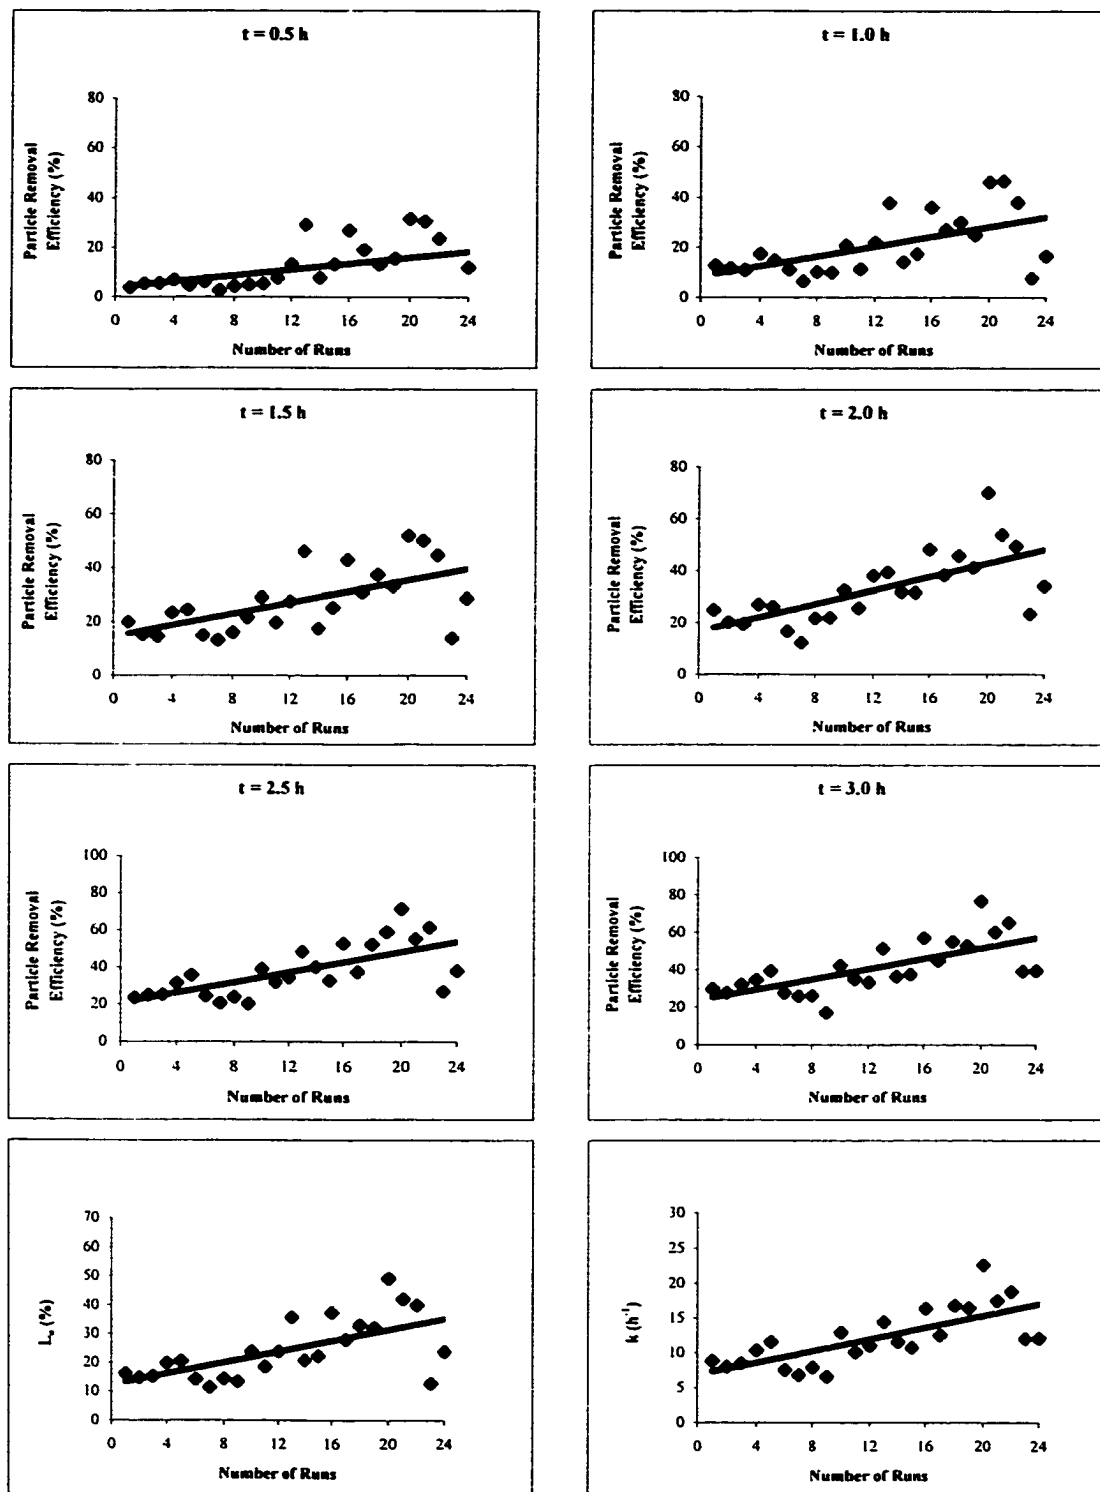 t = 0.5 h
80
60
40
20
0
Particle Removal
Efficiency (%)
0 4 8 12 16 20 24
Number of Runs
t = 1.0 h
80
60
40
20
0
Particle Removal
Efficiency (%)
0 4 8 12 16 20 24
Number of Runs
t = 1.5 h
80
60
40
20
0
Particle Removal
Efficiency (%)
0 4 8 12 16 20 24
Number of Runs
t = 2.0 h
80
60
40
20
0
Particle Removal
Efficiency (%)
0 4 8 12 16 20 24
Number of Runs
t = 2.5 h
100
80
60
40
20
0
Particle Removal
Efficiency (%)
0 4 8 12 16 20 24
Number of Runs
t = 3.0 h
100
80
60
40
20
0
Particle Removal
Efficiency (%)
0 4 8 12 16 20 24
Number of Runs
70
60
50
40
30
20
10
0
(%)
0 4 8 12 16 20 24
Number of Runs
30
25
20
15
10
5
0
k (h⁻¹)
0 4 8 12 16 20 24
Number of Runs